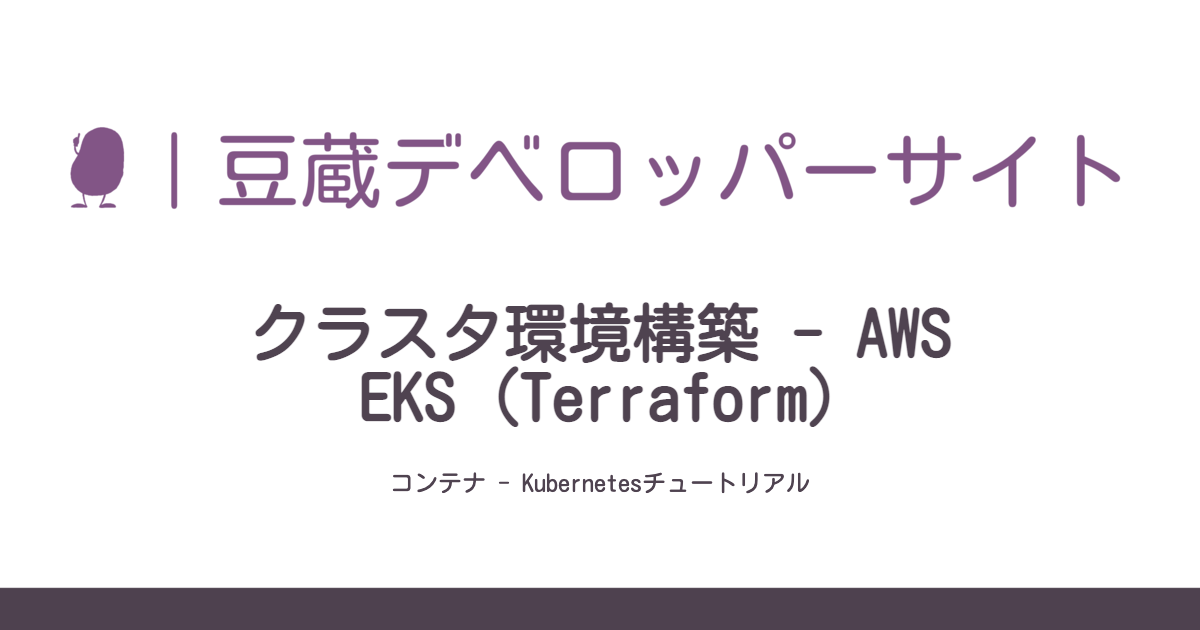 | 豆蔵デベロッパーサイト
クラスタ環境構築 - AWS
EKS (Terraform)
コンテナ - Kubernetesチュートリアル